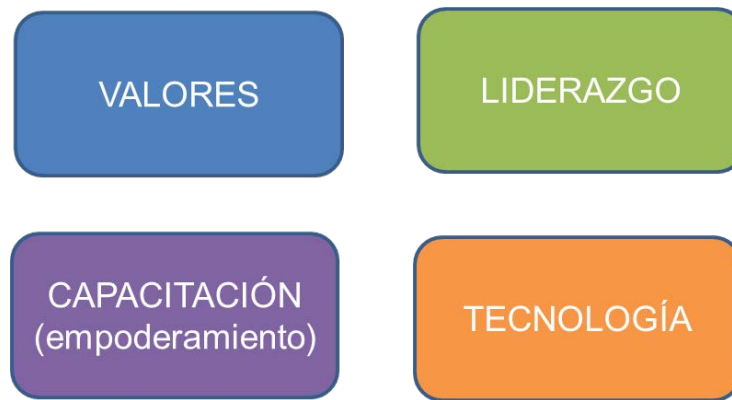 VALORES
LIDERAZGO
CAPACITACIÓN
(empoderamiento)
TECNOLOGÍA